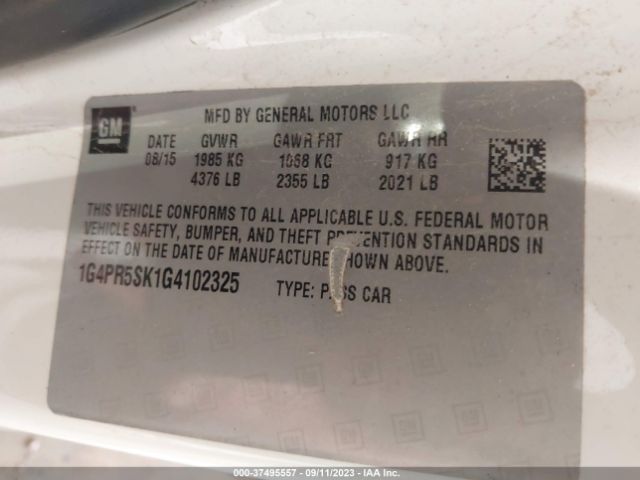 GM
MFD BY GENERAL MOTORS LLC
DATE GVWR GAWR FRT GAWR RR
08/15 1985 KG 1068 KG 917 KG
4376 LB 2355 LB 2021 LB
THIS VEHICLE CONFORMS TO ALL APPLICABLE U.S. FEDERAL MOTOR
VEHICLE SAFETY, BUMPER, AND THEFT PREVENTION STANDARDS IN
EFFECT ON THE DATE OF MANUFACTURE SHOWN ABOVE.
1G4PR5SK1G4102325 TYPE: PASS CAR
000-37495557 - 09/11/2023 - IAA Inc.